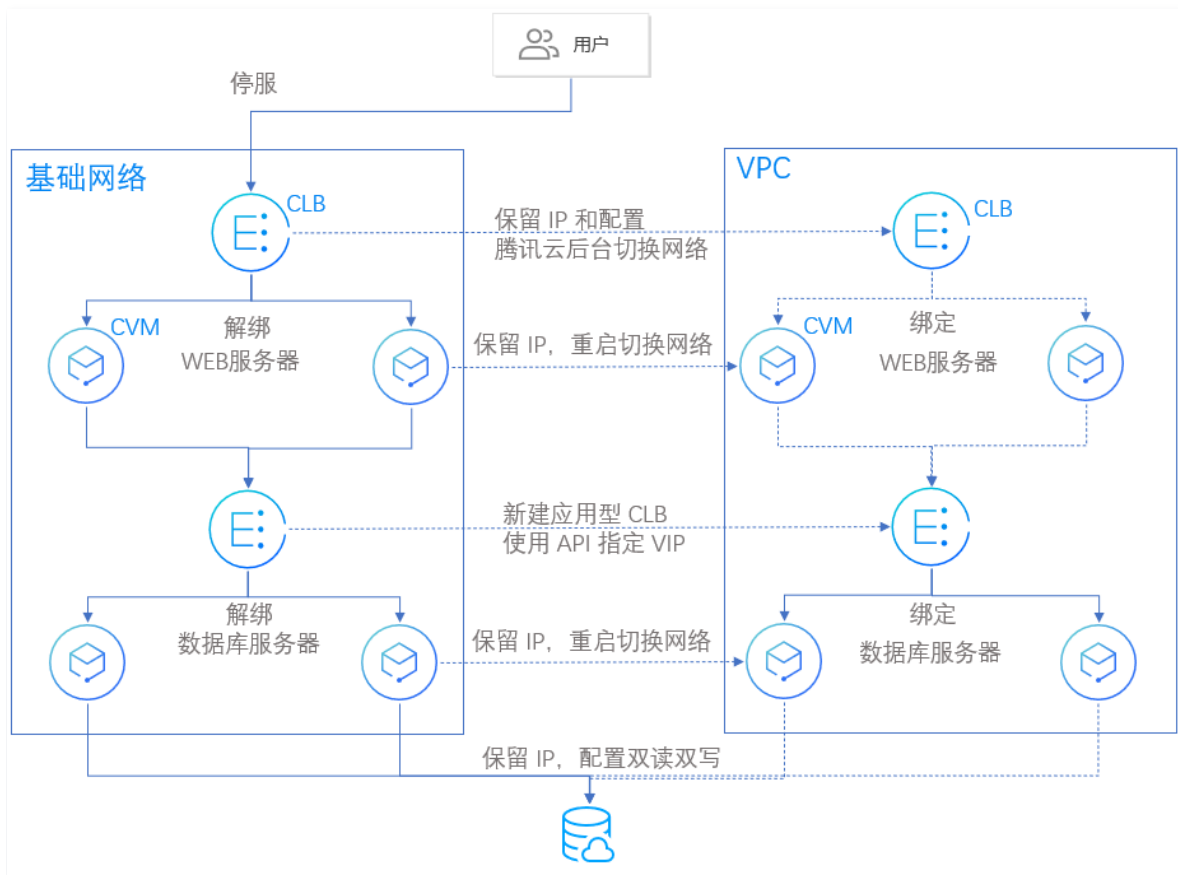 用户
停服
基础网络
VPC
CLB
CLB
保留 IP 和配置
腾讯云后台切换网络
CVM
解绑
WEB服务器
保留 IP，重启切换网络
CVM
绑定
WEB服务器
新建应用型 CLB
使用 API 指定 VIP
解绑
数据库服务器
保留 IP，重启切换网络
绑定
数据库服务器
保留 IP，配置双读双写